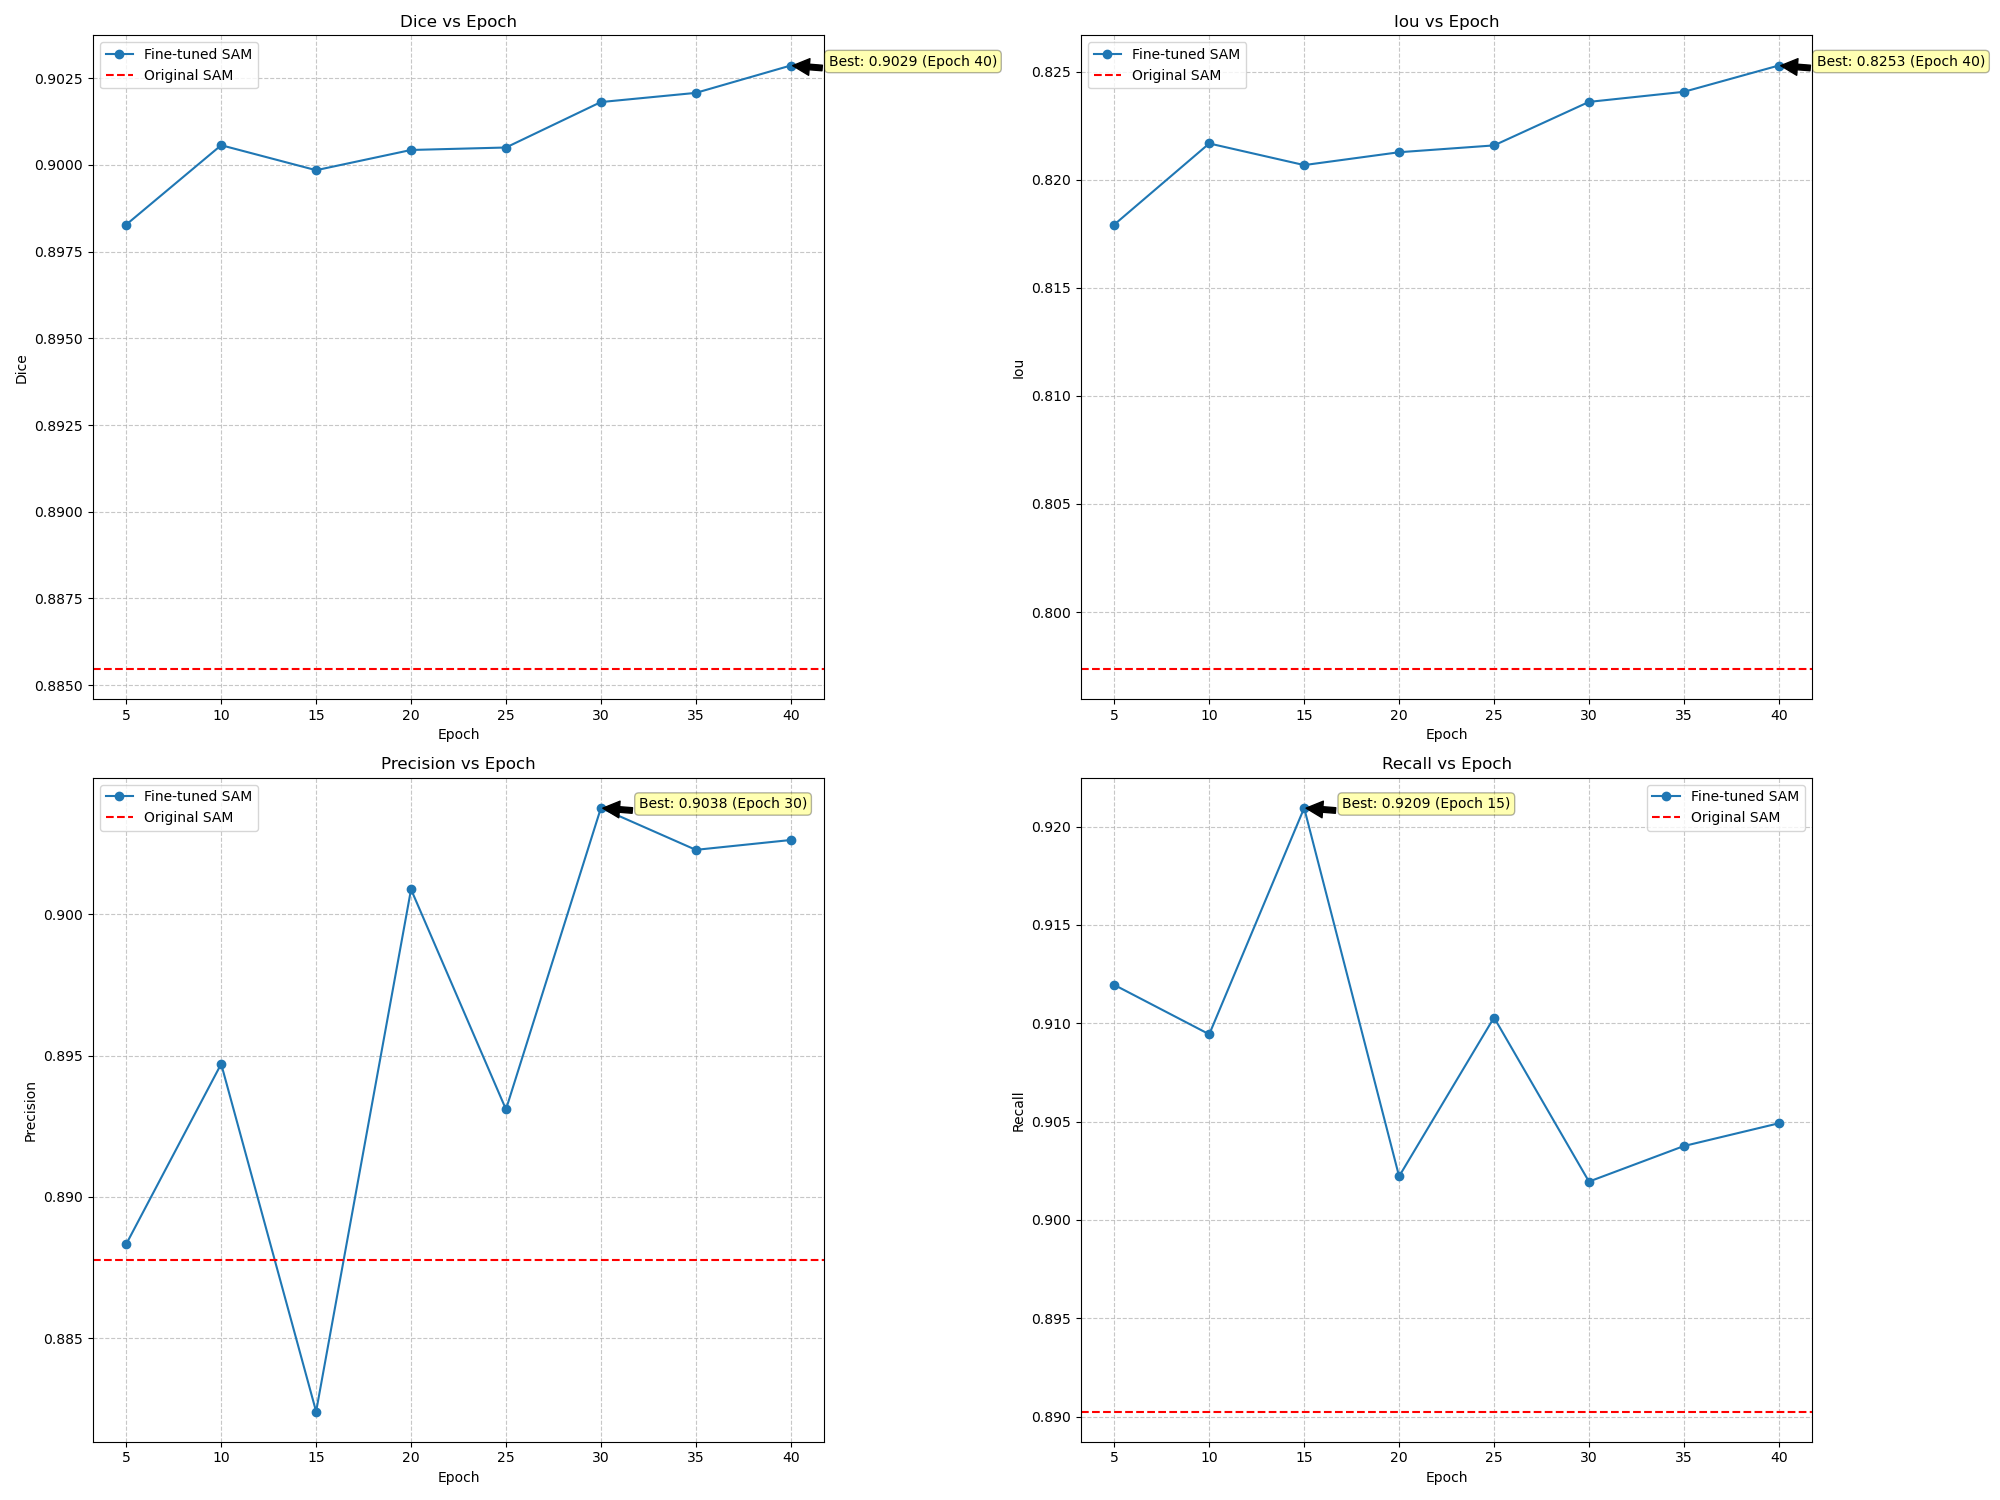 Dice vs Epoch
Fine-tuned SAM
Original SAM
Best: 0.9029 (Epoch 40)
0.9025
0.9000
0.8975
0.8950
0.8925
0.8900
0.8875
0.8850
Dice
5 10 15 20 25 30 35 40
Epoch
Iou vs Epoch
Fine-tuned SAM
Original SAM
Best: 0.8253 (Epoch 40)
0.825
0.820
0.815
0.810
0.805
0.800
Iou
5 10 15 20 25 30 35 40
Epoch
Precision vs Epoch
Fine-tuned SAM
Original SAM
Best: 0.9038 (Epoch 30)
0.900
0.895
0.890
0.885
Precision
5 10 15 20 25 30 35 40
Epoch
Recall vs Epoch
Best: 0.9209 (Epoch 15)
Fine-tuned SAM
Original SAM
0.920
0.915
0.910
0.905
0.900
0.895
0.890
Recall
5 10 15 20 25 30 35 40
Epoch